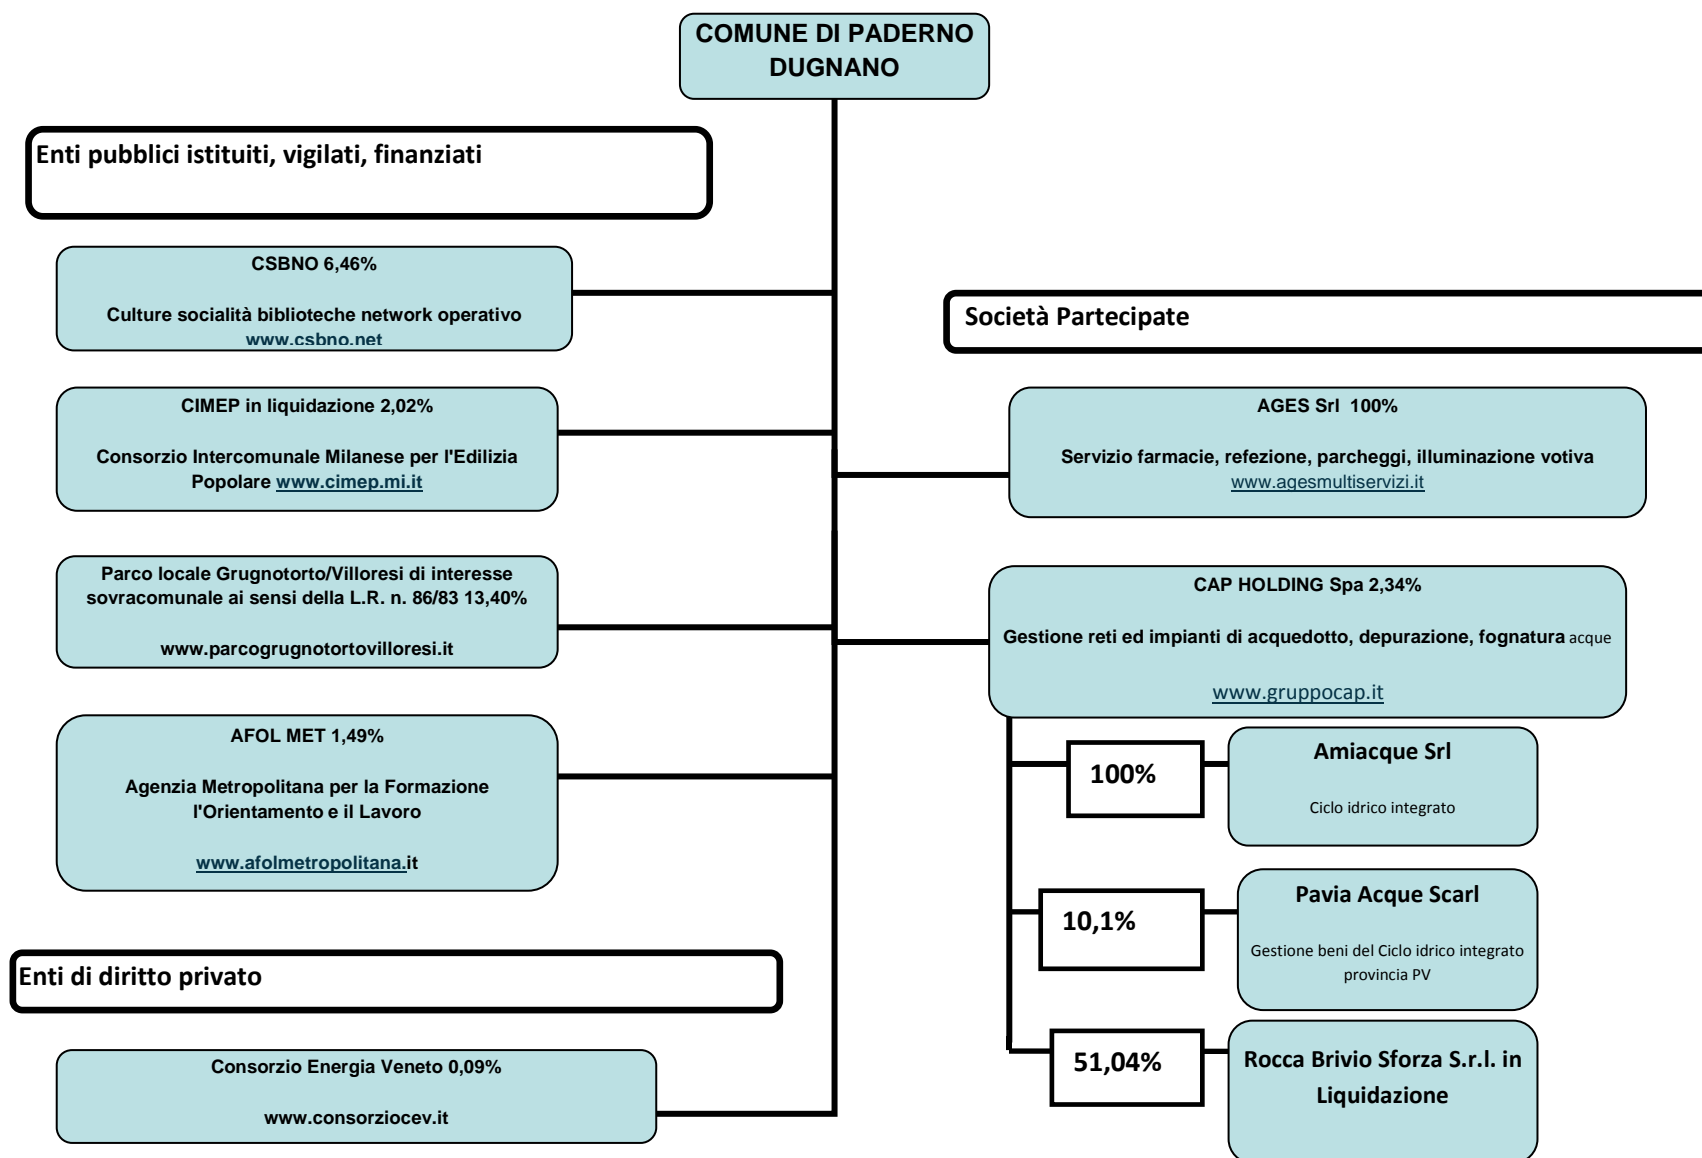 COMUNE DI PADERNO
DUGNANO
Enti pubblici istituiti, vigilati, finanziati
CSBNO 6,46%
Culture socialità biblioteche network operativo
www.csbno.net
CIMEP in liquidazione 2,02%
Consorzio Intercomunale Milanese per l'Edilizia
Popolare www.cimep.mi.it
Parco locale Grugnotorto/Villoresi di interesse
sovracomunale ai sensi della L.R. n. 86/83 13,40%
www.parcogrugnotortovilloresi.it
AFOL MET 1,49%
Agenzia Metropolitana per la Formazione
l'Orientamento e il Lavoro
www.afolmetropolitana.it
Enti di diritto privato
Consorzio Energia Veneto 0,09%
www.consorziocev.it
Società Partecipate
AGES Srl  100%
Servizio farmacie, refezione, parcheggi, illuminazione votiva
www.agesmultiservizi.it
CAP HOLDING Spa 2,34%
Gestione reti ed impianti di acquedotto, depurazione, fognatura acque
www.gruppocap.it
100%
Amiacque Srl
Ciclo idrico integrato
10,1%
Pavia Acque Scarl
Gestione beni del Ciclo idrico integrato
provincia PV
51,04%
Rocca Brivio Sforza S.r.l. in
Liquidazione